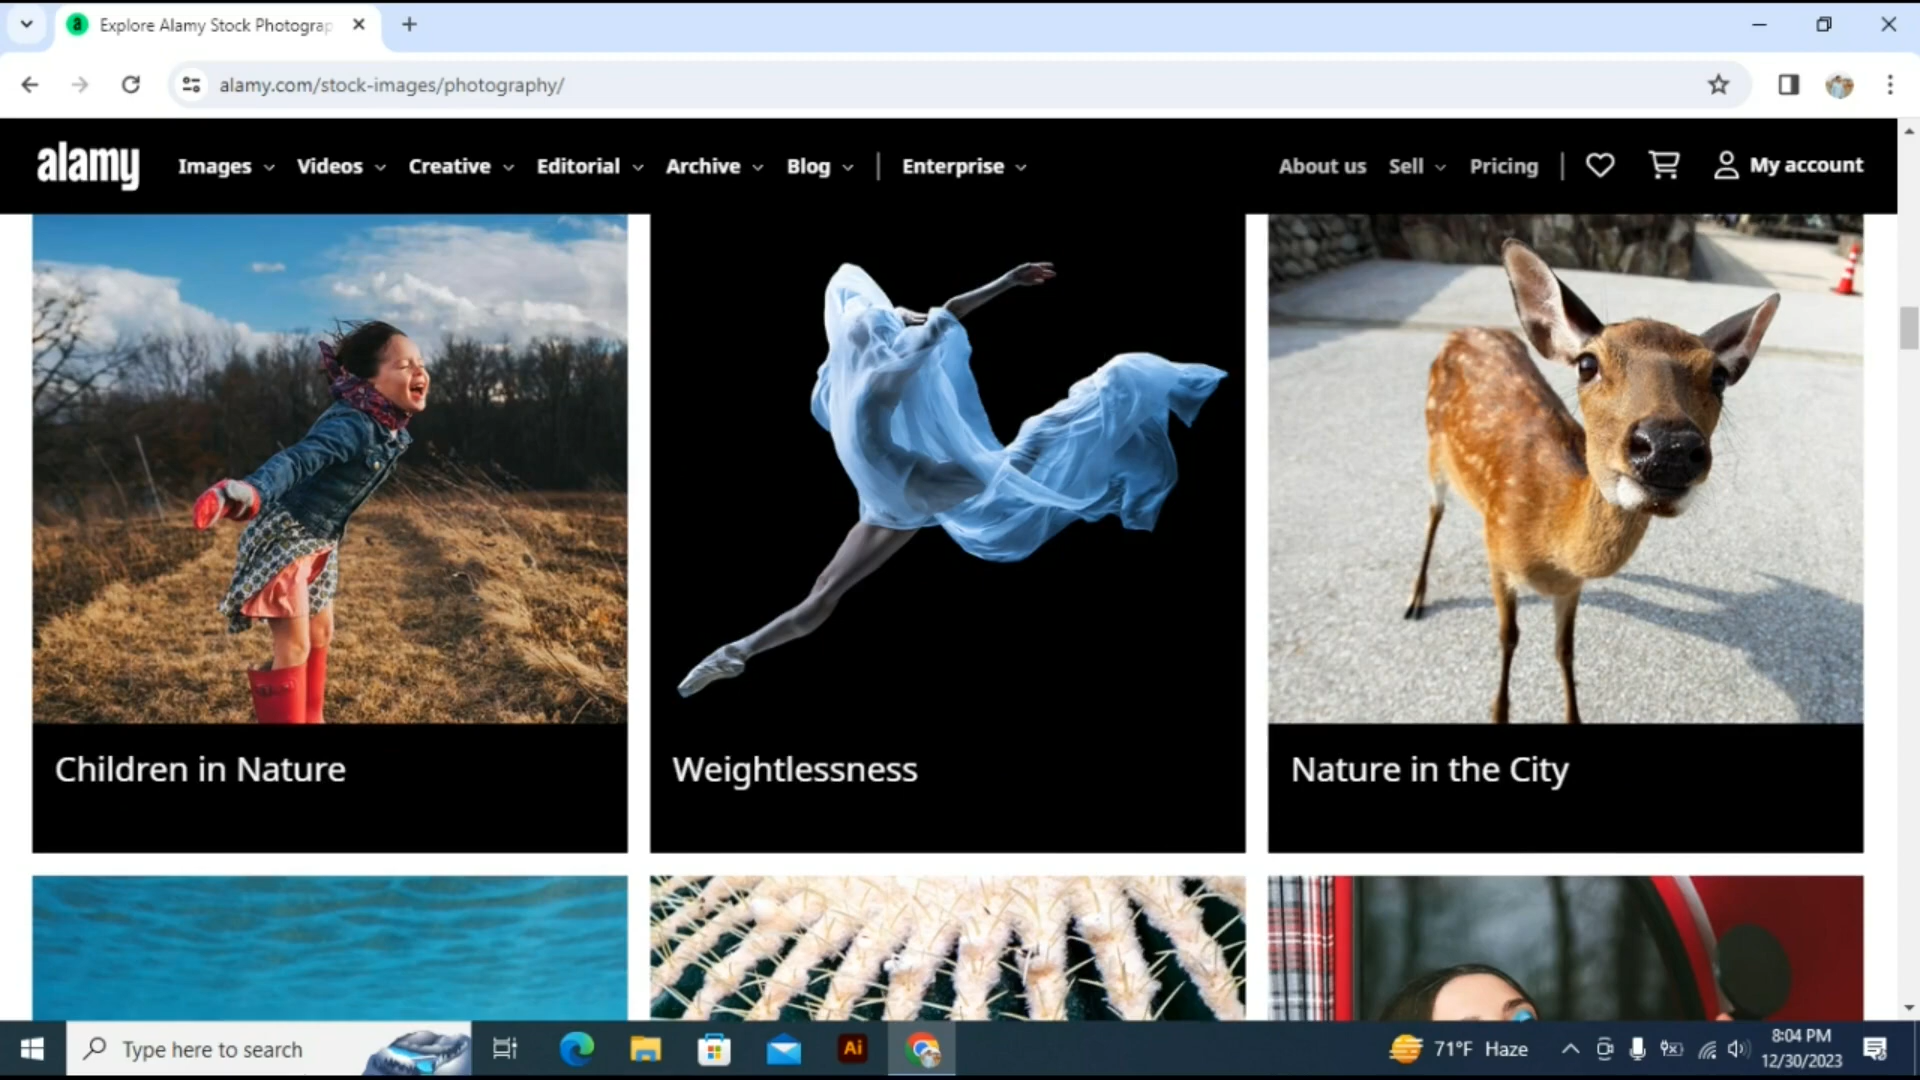 Explore Alamy Stock Photograp
alamy.com/stock-images/photography/
alamy Images Videos Creative Editorial Archive Blog Enterprise About us Sell Pricing My account
Children in Nature
Weightlessness
Nature in the City
Type here to search
Ai
71°F Haze
8:04 PM
12/30/2023